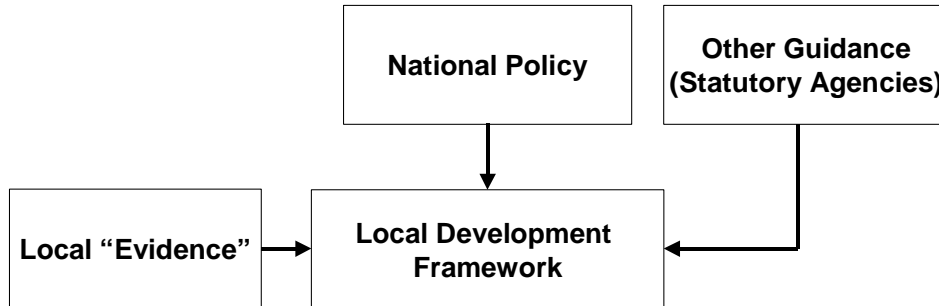 National Policy
Other Guidance
(Statutory Agencies)
Local “Evidence”
Local Development
Framework